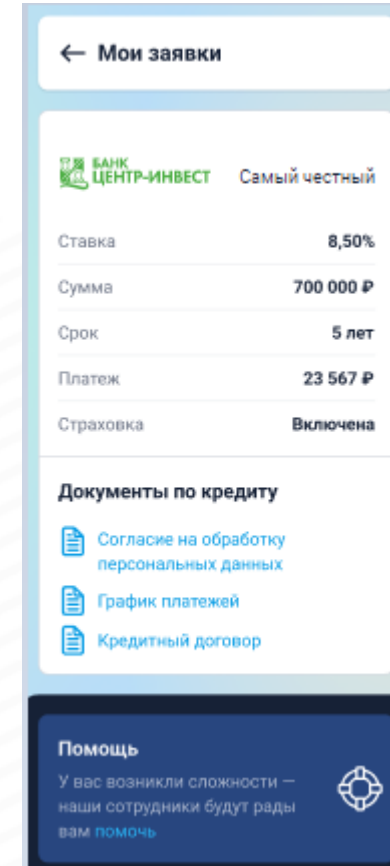 ← Мои заявки
БАНК
ЦЕНТР-ИНВЕСТ Самый честный
Ставка 8,50%
Сумма 700 000 ₽
Срок 5 лет
Платеж 23 567 ₽
Страховка Включена
Документы по кредиту
Согласие на обработку
персональных данных
График платежей
Кредитный договор
Помощь
У вас возникли сложности —
наши сотрудники будут рады
вам помочь